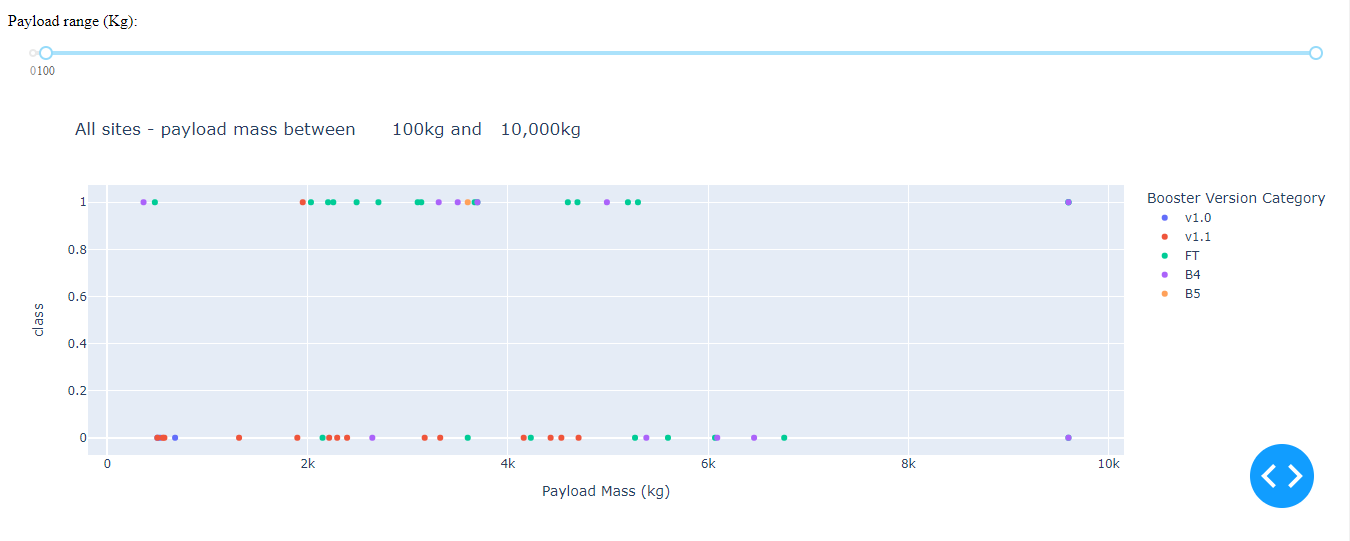 Payload range (Kg):
0100
All sites - payload mass between 100kg and 10,000kg
Booster Version Category
v1.0
v1.1
FT
B4
B5
class
1
0.8
0.6
0.4
0.2
0
0 2k 4k 6k 8k 10k
Payload Mass (kg)